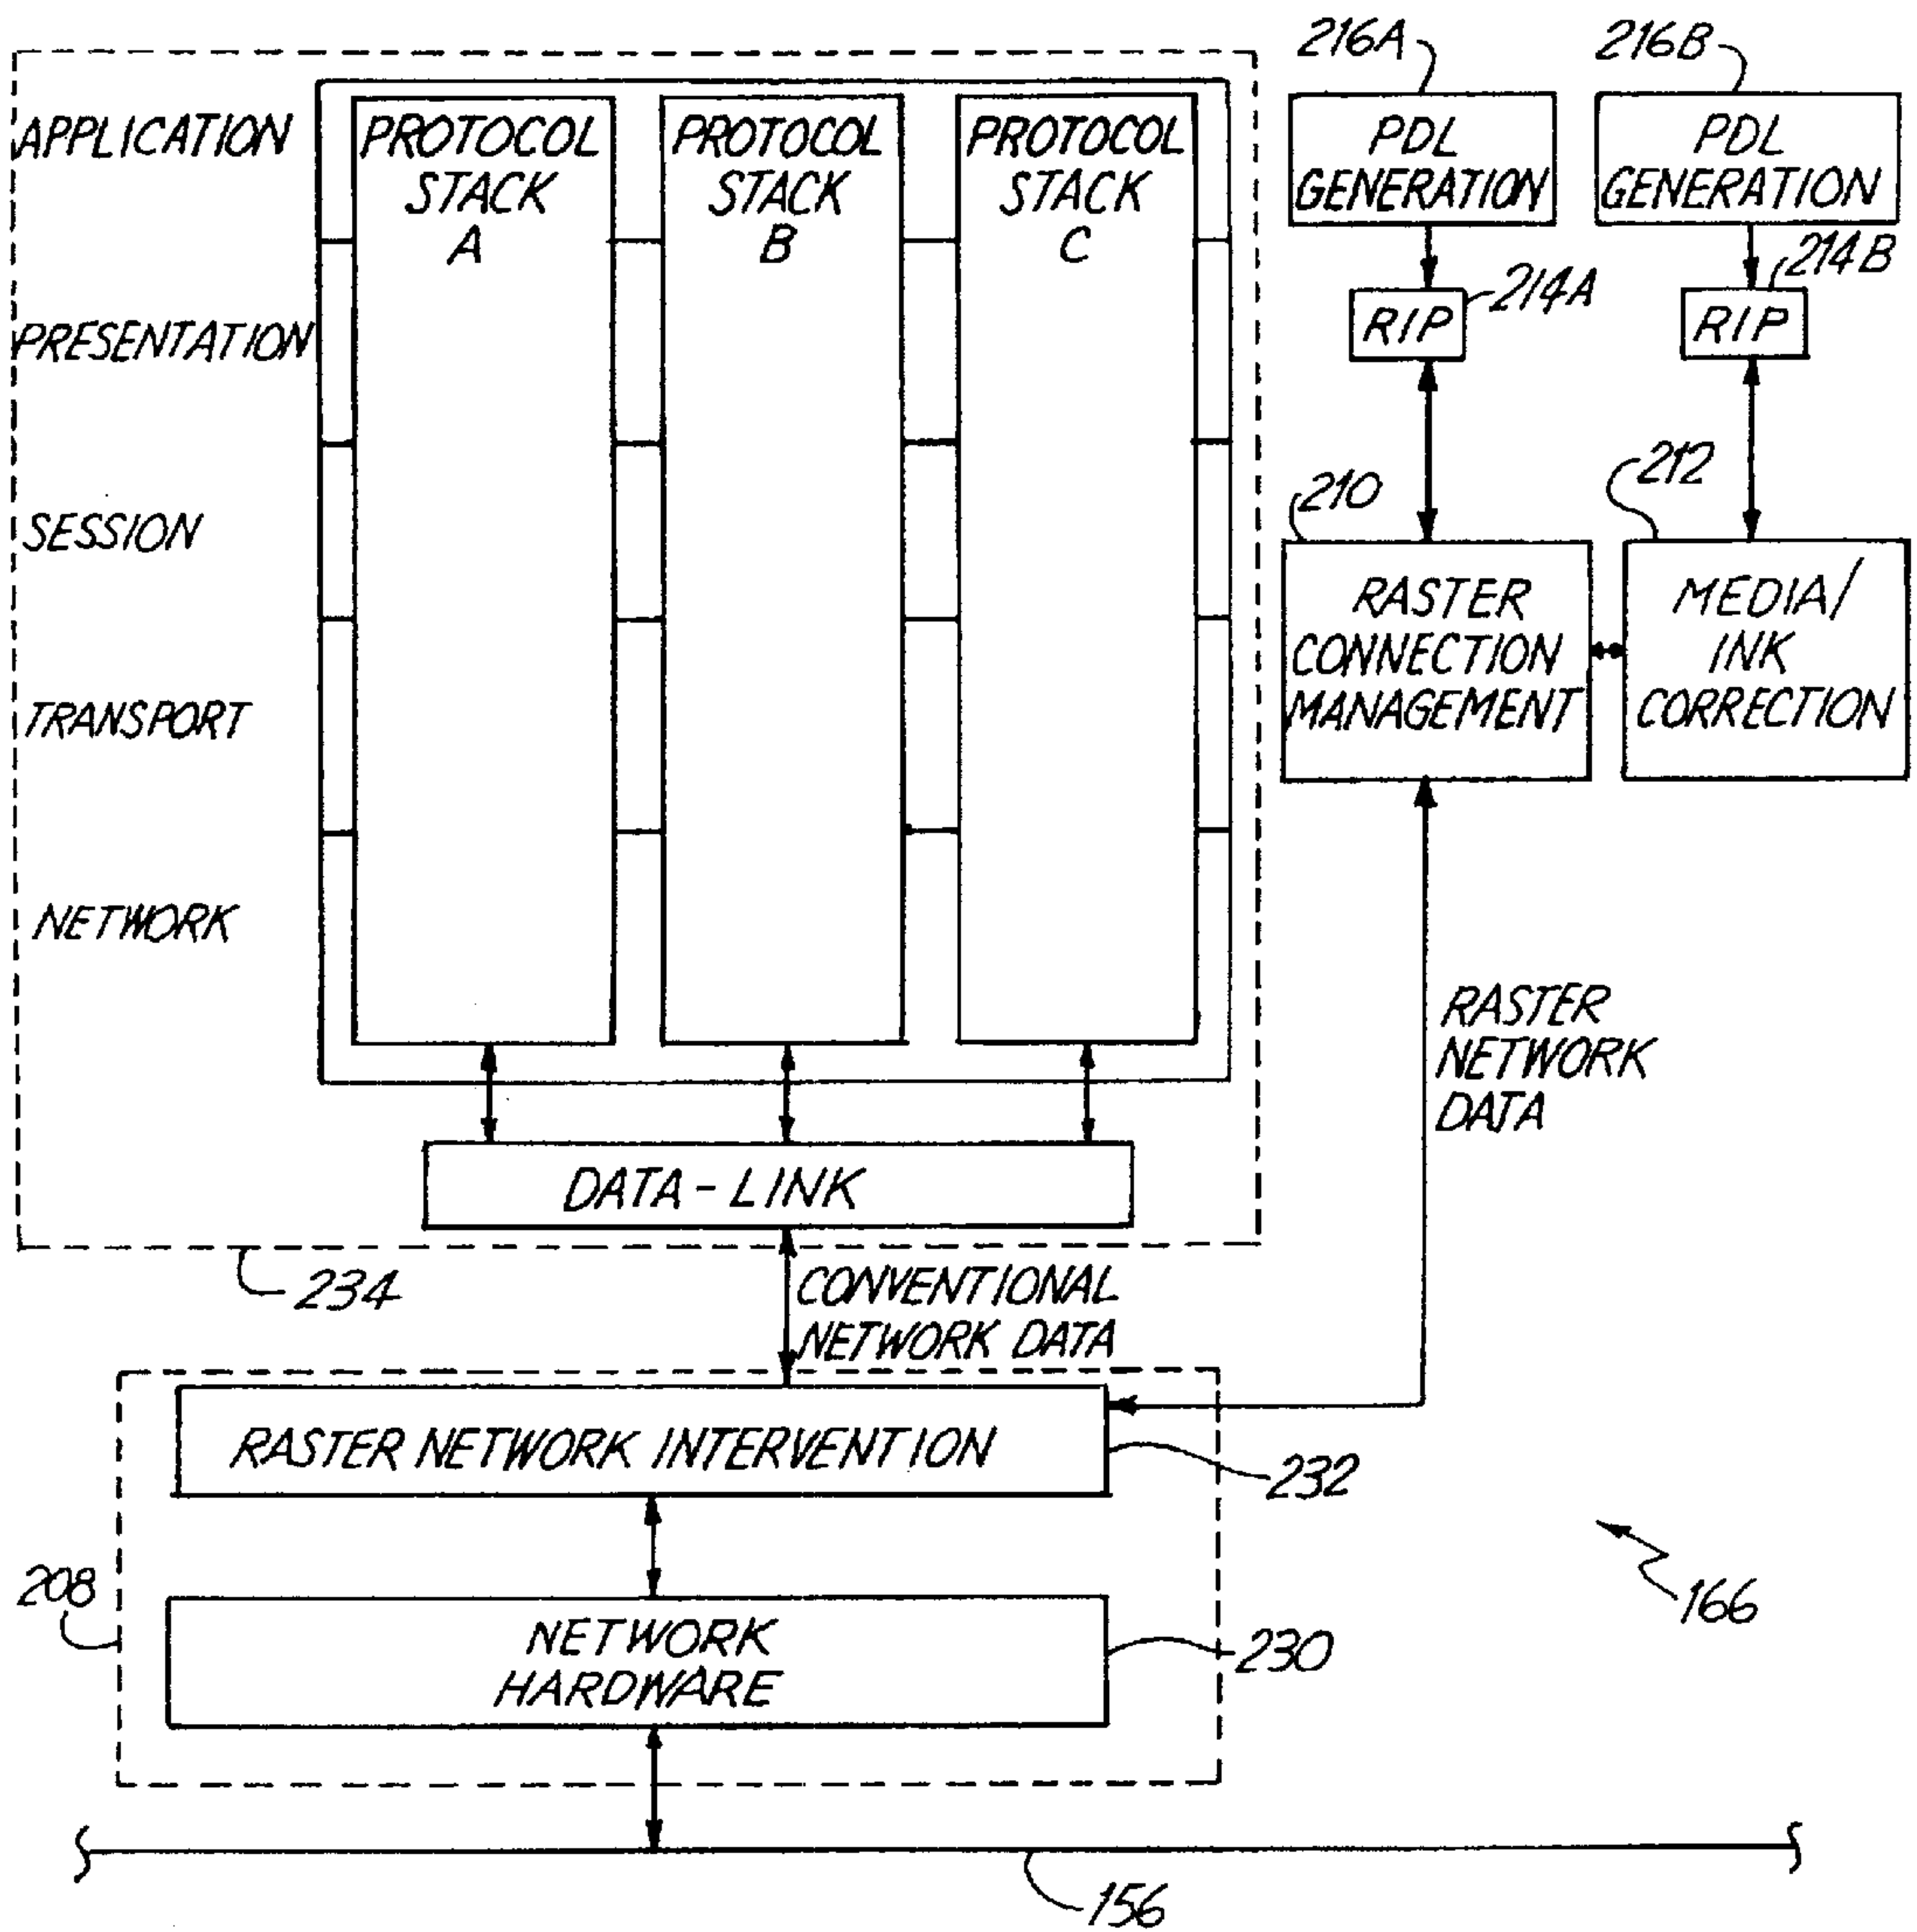 216A
216B
APPLICATION
PROTOCOL
STACK
A
PROTOCOL
STACK
B
PROTOCOL
STACK
C
PDL
GENERATION
PDL
GENERATION
214A
214B
RIP
RIP
PRESENTATION
210
212
SESSION
RASTER
CONNECTION
MANAGEMENT
MEDIA/
INK
CORRECTION
TRANSPORT
NETWORK
RASTER
NETWORK
DATA
DATA-LINK
234
CONVENTIONAL
NETWORK DATA
RASTER NETWORK INTERVENTION
232
208
NETWORK
HARDWARE
230
166
156